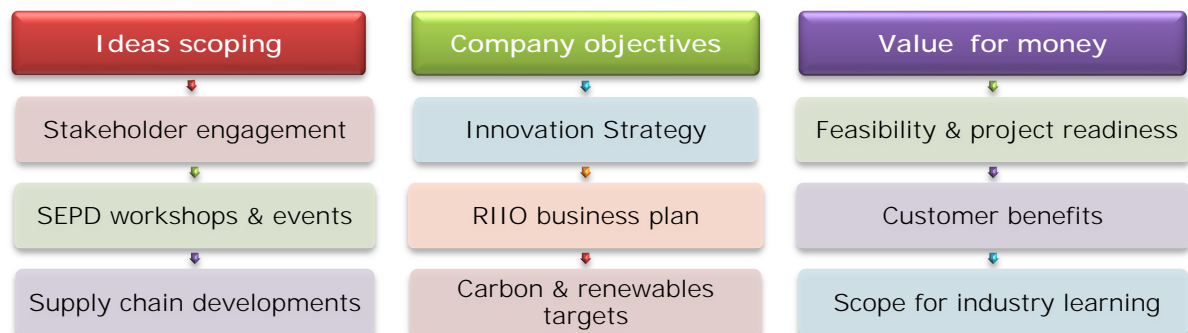 Ideas scoping
Stakeholder engagement
SEPD workshops & events
Supply chain developments
Company objectives
Innovation Strategy
RIIO business plan
Carbon & renewables
targets
Value for money
Feasibility & project readiness
Customer benefits
Scope for industry learning